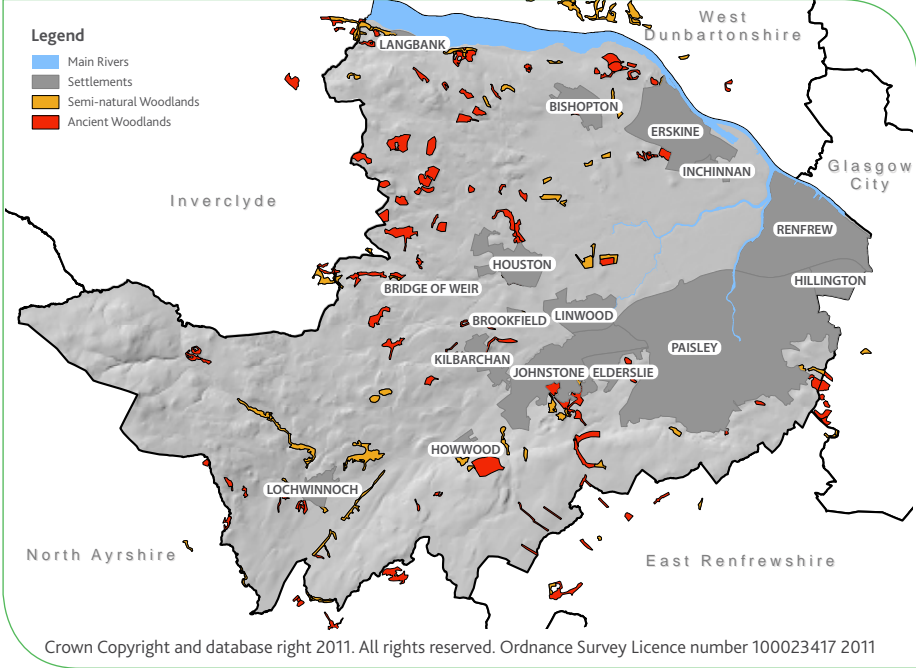 West
Dunbartonshire
Legend
Main Rivers
Settlements
Semi-natural Woodlands
Ancient Woodlands
LANGBANK
BISHOPTON
ERSKINE
INCHINNAN
Glasgow
City
Inverclyde
RENFREW
HOUSTON
HILLINGTON
BRIDGE OF WEIR
LINWOOD
BROOKFIELD
PAISLEY
KILBARCHAN
JOHNSTONE
ELDERSLIE
HOWWOOD
LOCHWINNOCH
North Ayrshire
East Renfrewshire
Crown Copyright and database right 2011. All rights reserved. Ordnance Survey Licence number 100023417 2011